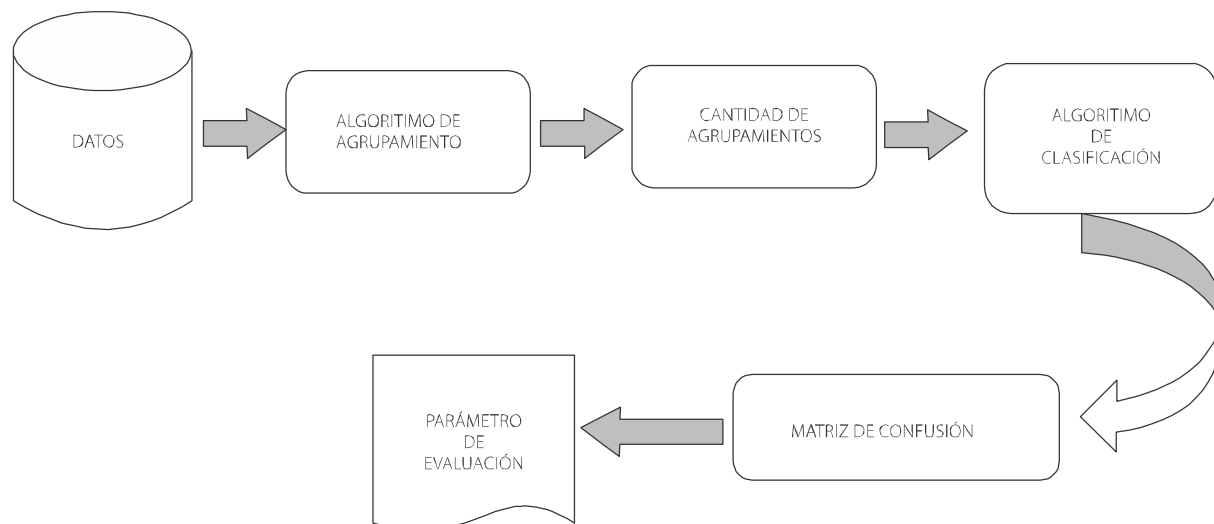 DATOS
ALGORITIMO DE
AGRUPAMIENTO
CANTIDAD DE
AGRUPAMIENTOS
ALGORITIMO
DE
CLASIFICACIÓN
MATRIZ DE CONFUSIÓN
PARÁMETRO
DE
EVALUACIÓN